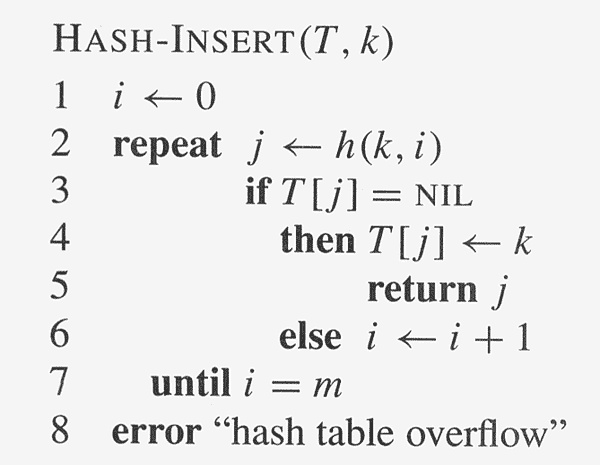 HASH-INSERT(T, k)
1 i ← 0
2 repeat j ← h(k, i)
3 if T[j] = NIL
4 then T[j] ← k
5 return j
6 else i ← i + 1
7 until i = m
8 error “hash table overflow”